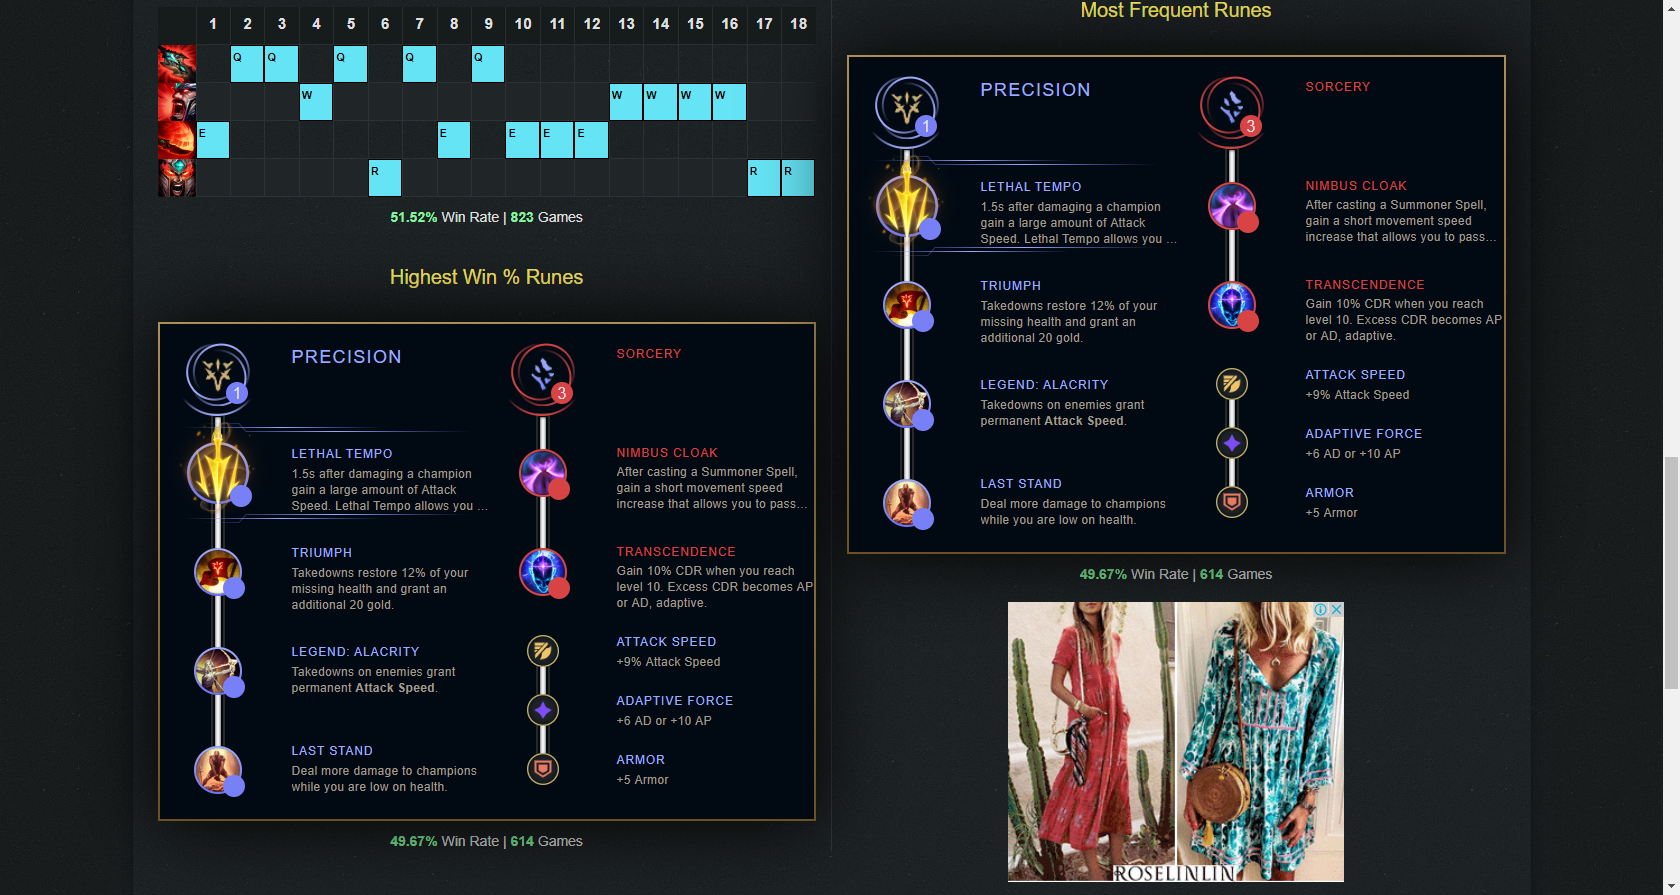 1 2 3 4 5 6 7 8 9 10 11 12 13 14 15 16 17 18
Q Q Q Q Q
W W W W W
E E E E E
R R R
51.52% Win Rate | 823 Games
Highest Win % Runes
1
PRECISION
LETHAL TEMPO
1.5s after damaging a champion
gain a large amount of Attack
Speed. Lethal Tempo allows you ...
TRIUMPH
Takedowns restore 12% of your
missing health and grant an
additional 20 gold.
LEGEND: ALACRITY
Takedowns on enemies grant
permanent Attack Speed.
LAST STAND
Deal more damage to champions
while you are low on health.
3
SORCERY
NIMBUS CLOAK
After casting a Summoner Spell,
gain a short movement speed
increase that allows you to pass...
TRANSCENDENCE
Gain 10% CDR when you reach
level 10. Excess CDR becomes AP
or AD, adaptive.
ATTACK SPEED
+9% Attack Speed
ADAPTIVE FORCE
+6 AD or +10 AP
ARMOR
+5 Armor
49.67% Win Rate | 614 Games
Most Frequent Runes
1
PRECISION
LETHAL TEMPO
1.5s after damaging a champion
gain a large amount of Attack
Speed. Lethal Tempo allows you ...
TRIUMPH
Takedowns restore 12% of your
missing health and grant an
additional 20 gold.
LEGEND: ALACRITY
Takedowns on enemies grant
permanent Attack Speed.
LAST STAND
Deal more damage to champions
while you are low on health.
3
SORCERY
NIMBUS CLOAK
After casting a Summoner Spell,
gain a short movement speed
increase that allows you to pass...
TRANSCENDENCE
Gain 10% CDR when you reach
level 10. Excess CDR becomes AP
or AD, adaptive.
ATTACK SPEED
+9% Attack Speed
ADAPTIVE FORCE
+6 AD or +10 AP
ARMOR
+5 Armor
49.67% Win Rate | 614 Games
ROSELINLIN